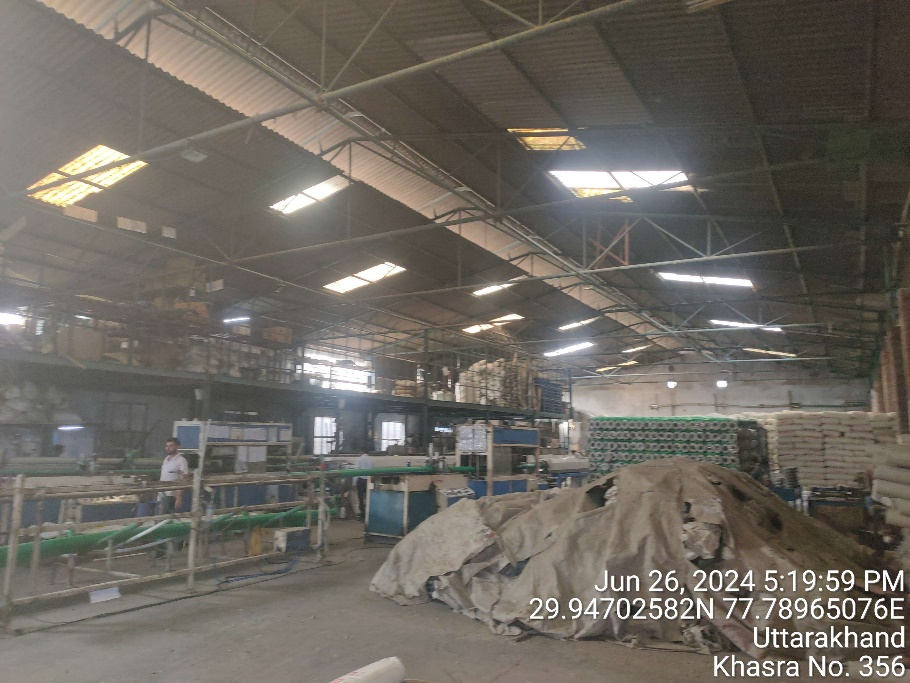 Jun 26, 2024 5:19:59 PM
29.94702582N 77.78965076E
Uttarakhand
Khasra No. 356